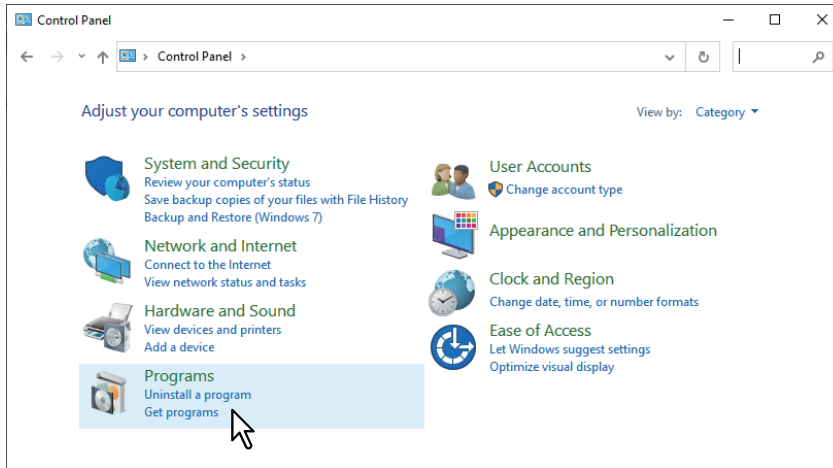 Control Panel
Control Panel
Adjust your computer's settings
View by: Category
System and Security
Review your computer's status
Save backup copies of your files with File History
Backup and Restore (Windows 7)
Network and Internet
Connect to the Internet
View network status and tasks
Hardware and Sound
View devices and printers
Add a device
Programs
Uninstall a program
Get programs
User Accounts
Change account type
Appearance and Personalization
Clock and Region
Change date, time, or number formats
Ease of Access
Let Windows suggest settings
Optimize visual display